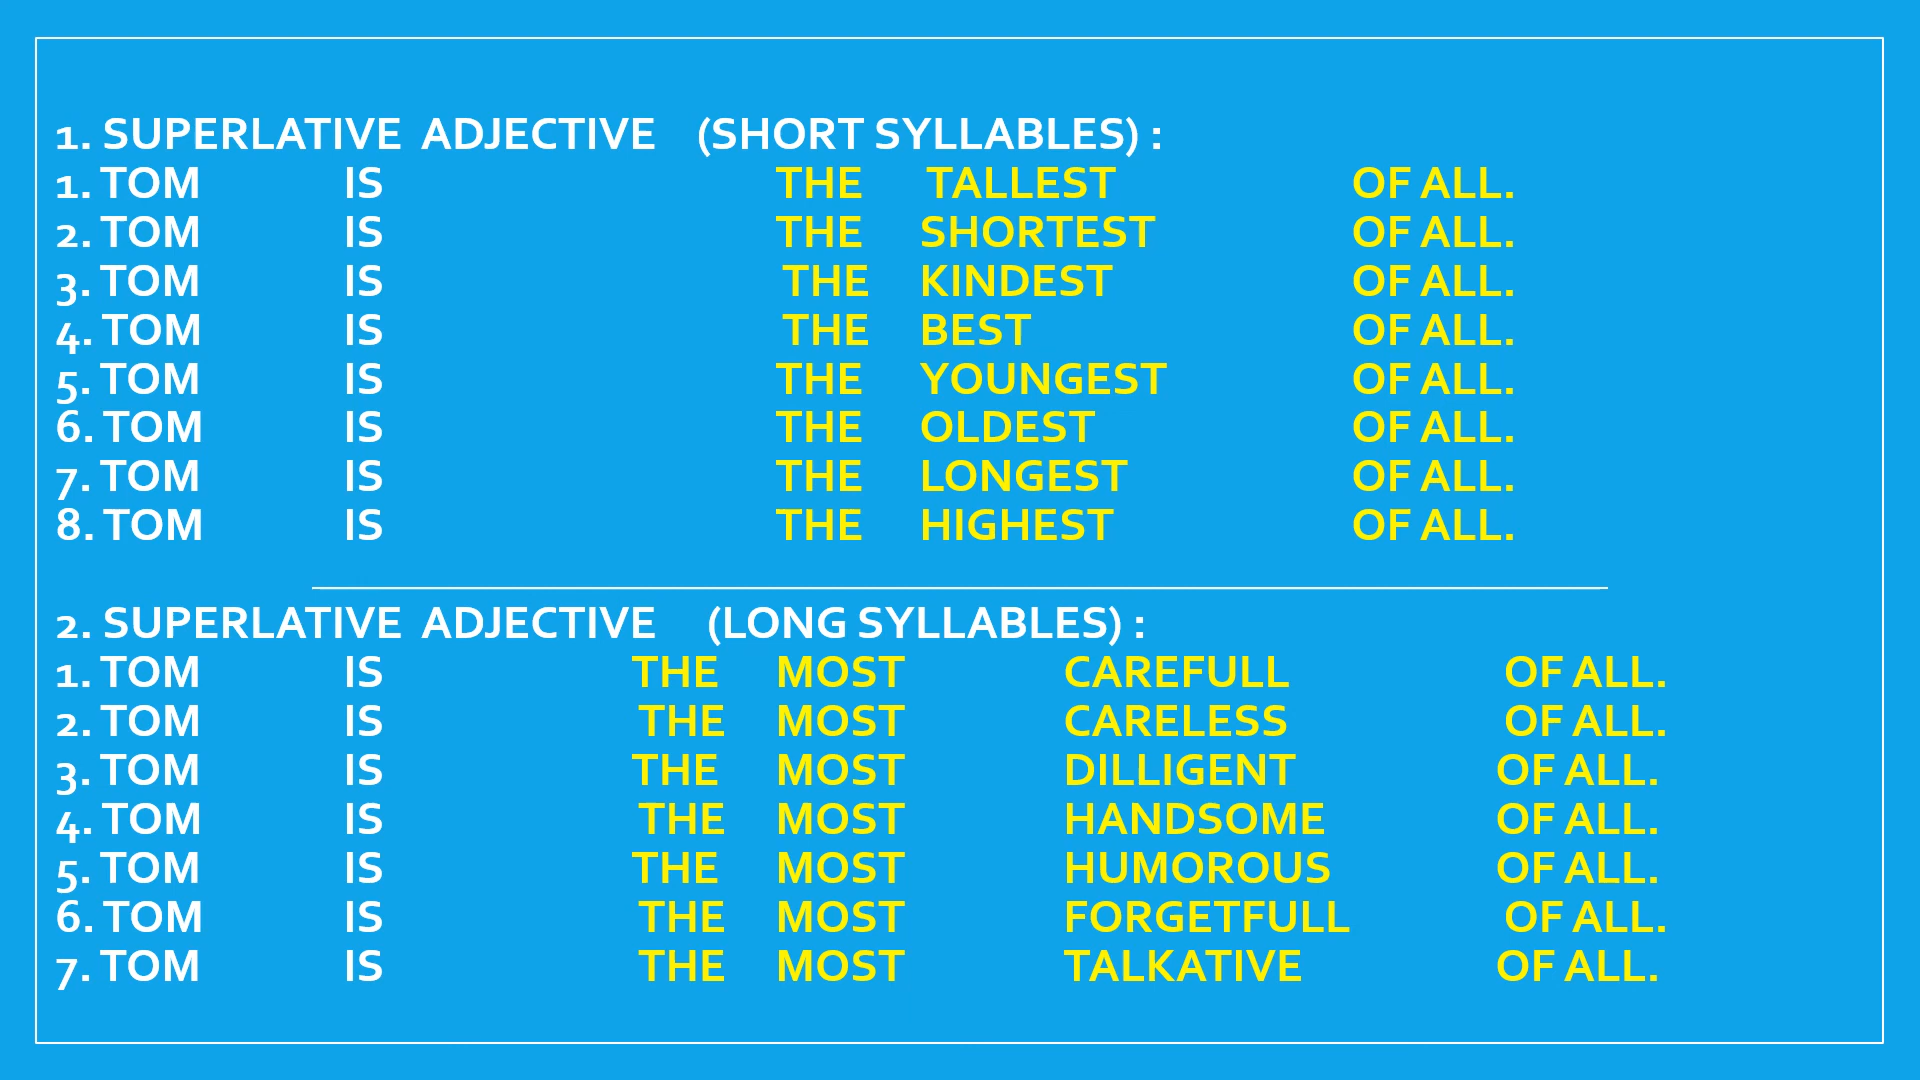 1. SUPERLATIVE ADJECTIVE (SHORT SYLLABLES) :
1. TOM IS THE TALLEST OF ALL.
2. TOM IS THE SHORTEST OF ALL.
3. TOM IS THE KINDEST OF ALL.
4. TOM IS THE BEST OF ALL.
5. TOM IS THE YOUNGEST OF ALL.
6. TOM IS THE OLDEST OF ALL.
7. TOM IS THE LONGEST OF ALL.
8. TOM IS THE HIGHEST OF ALL.
2. SUPERLATIVE ADJECTIVE (LONG SYLLABLES) :
1. TOM IS THE MOST CAREFULL OF ALL.
2. TOM IS THE MOST CARELESS OF ALL.
3. TOM IS THE MOST DILLIGENT OF ALL.
4. TOM IS THE MOST HANDSOME OF ALL.
5. TOM IS THE MOST HUMOROUS OF ALL.
6. TOM IS THE MOST FORGETFULL OF ALL.
7. TOM IS THE MOST TALKATIVE OF ALL.